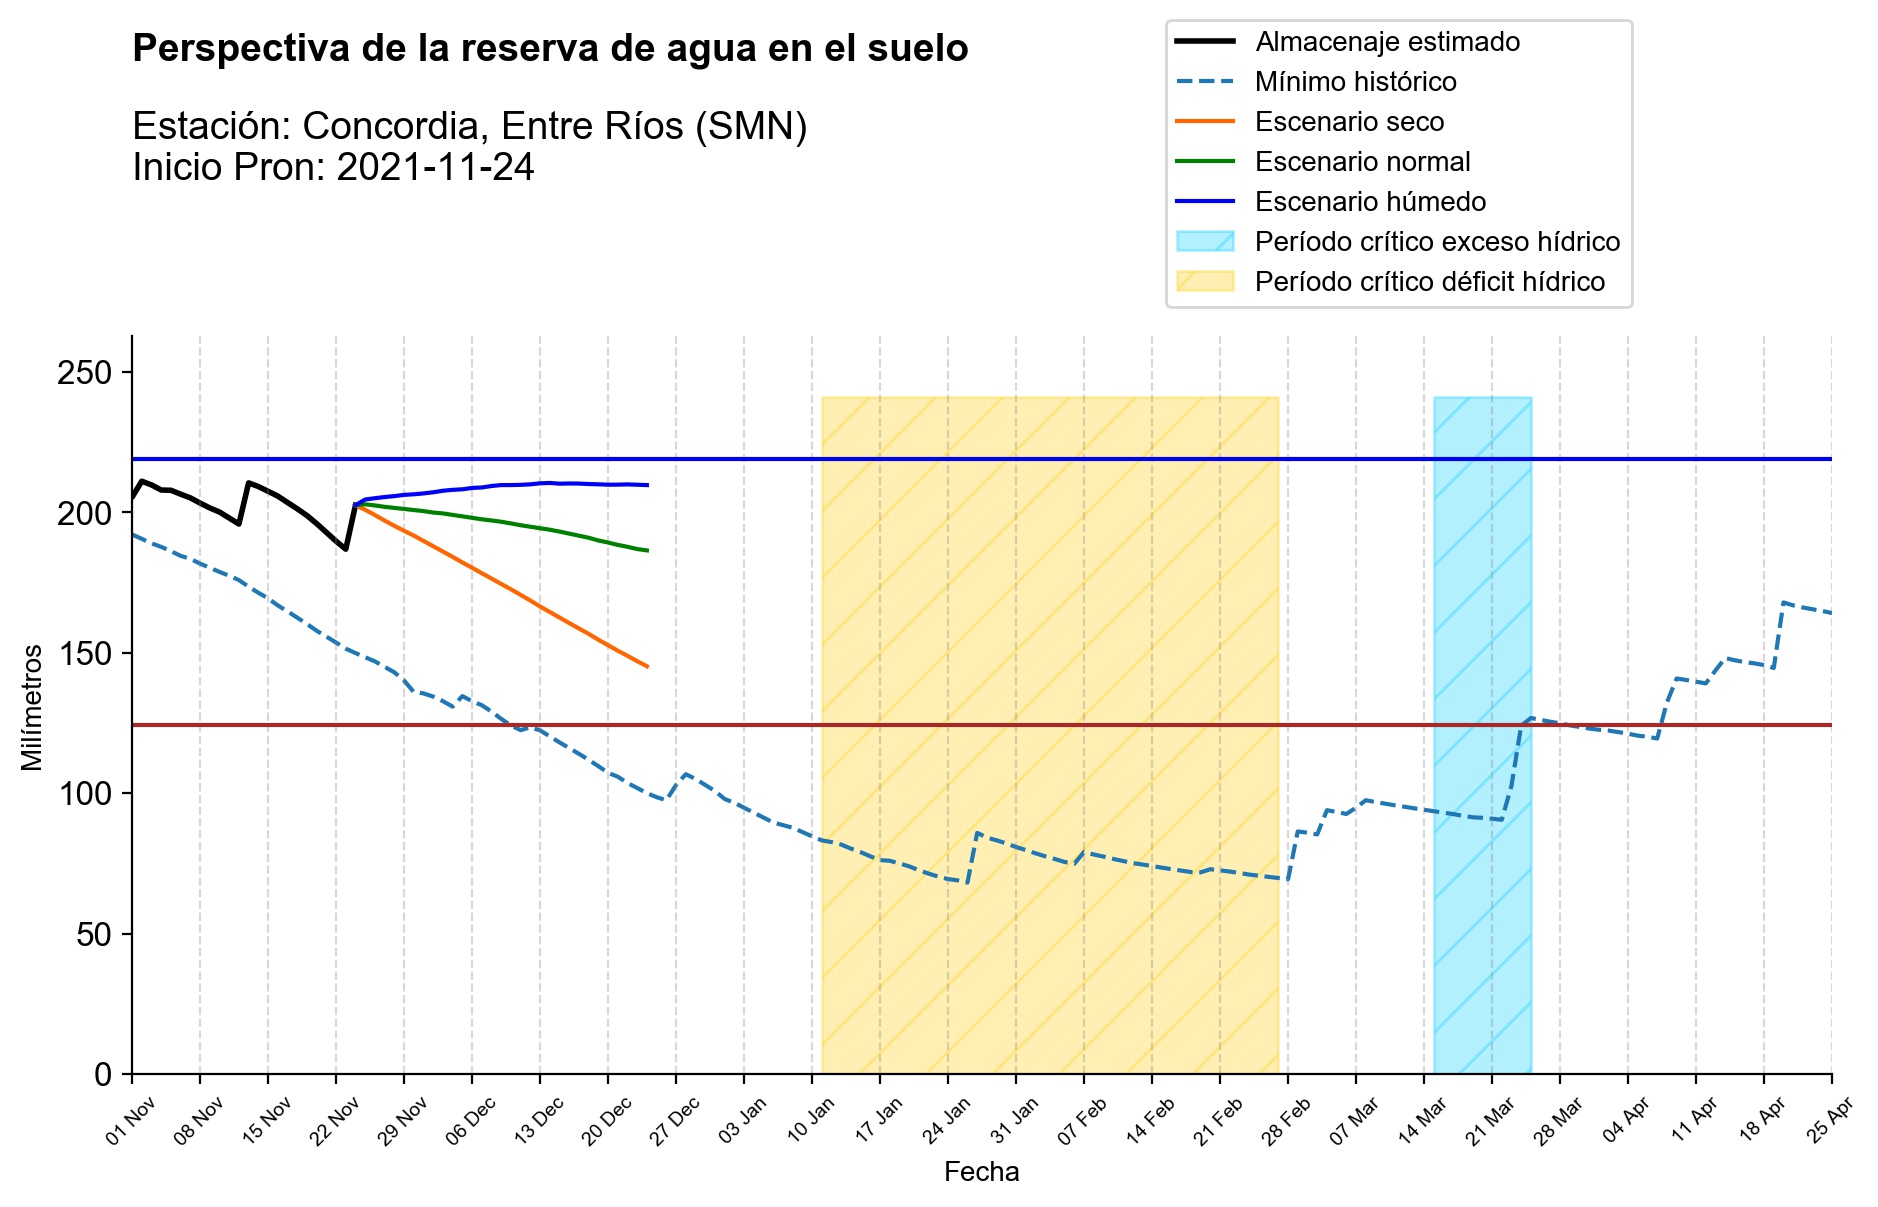 Perspectiva de la reserva de agua en el suelo
Estación: Concordia, Entre Ríos (SMN)
Inicio Pron: 2021-11-24
Almacenaje estimado
Mínimo histórico
Escenario seco
Escenario normal
Escenario húmedo
Período crítico exceso hídrico
Período crítico déficit hídrico
250
200
150
100
50
0
Milímetros
01 Nov
08 Nov
15 Nov
22 Nov
29 Nov
06 Dec
13 Dec
20 Dec
27 Dec
03 Jan
10 Jan
17 Jan
24 Jan
31 Jan
07 Feb
14 Feb
21 Feb
28 Feb
07 Mar
14 Mar
21 Mar
28 Mar
04 Apr
11 Apr
18 Apr
25 Apr
Fecha